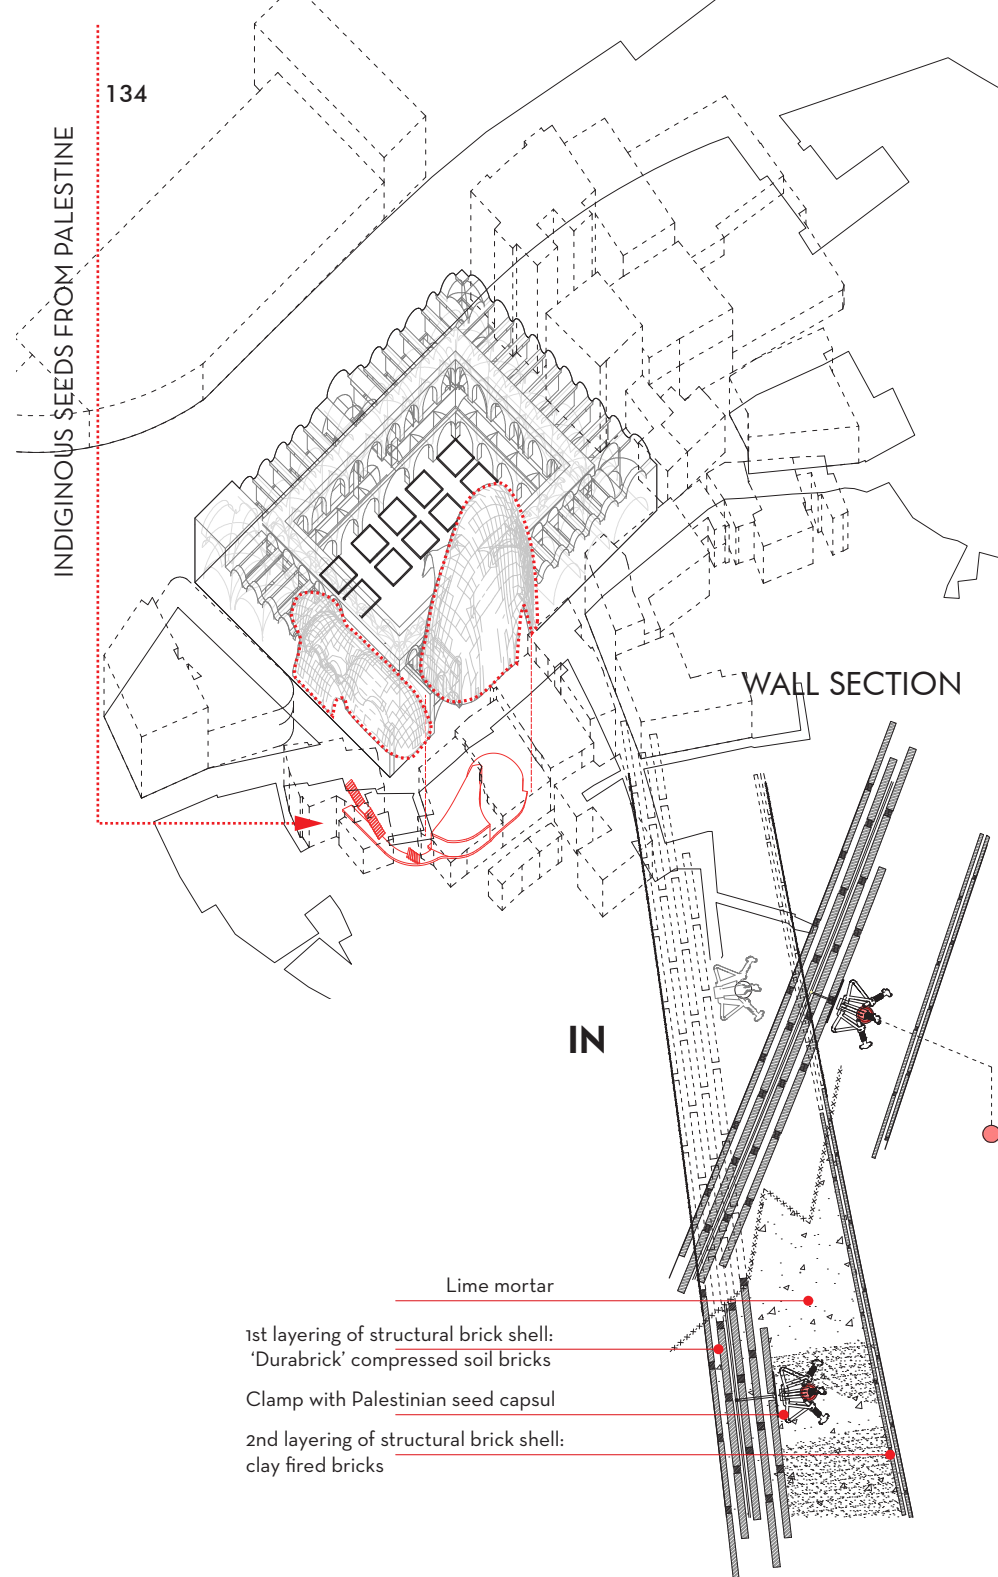 134
INDIGINOUS SEEDS FROM PALESTINE
WALL SECTION
IN
Lime mortar
1st layering of structural brick shell:
‘Durabrick’ compressed soil bricks
Clamp with Palestinian seed capsul
2nd layering of structural brick shell:
clay fired bricks